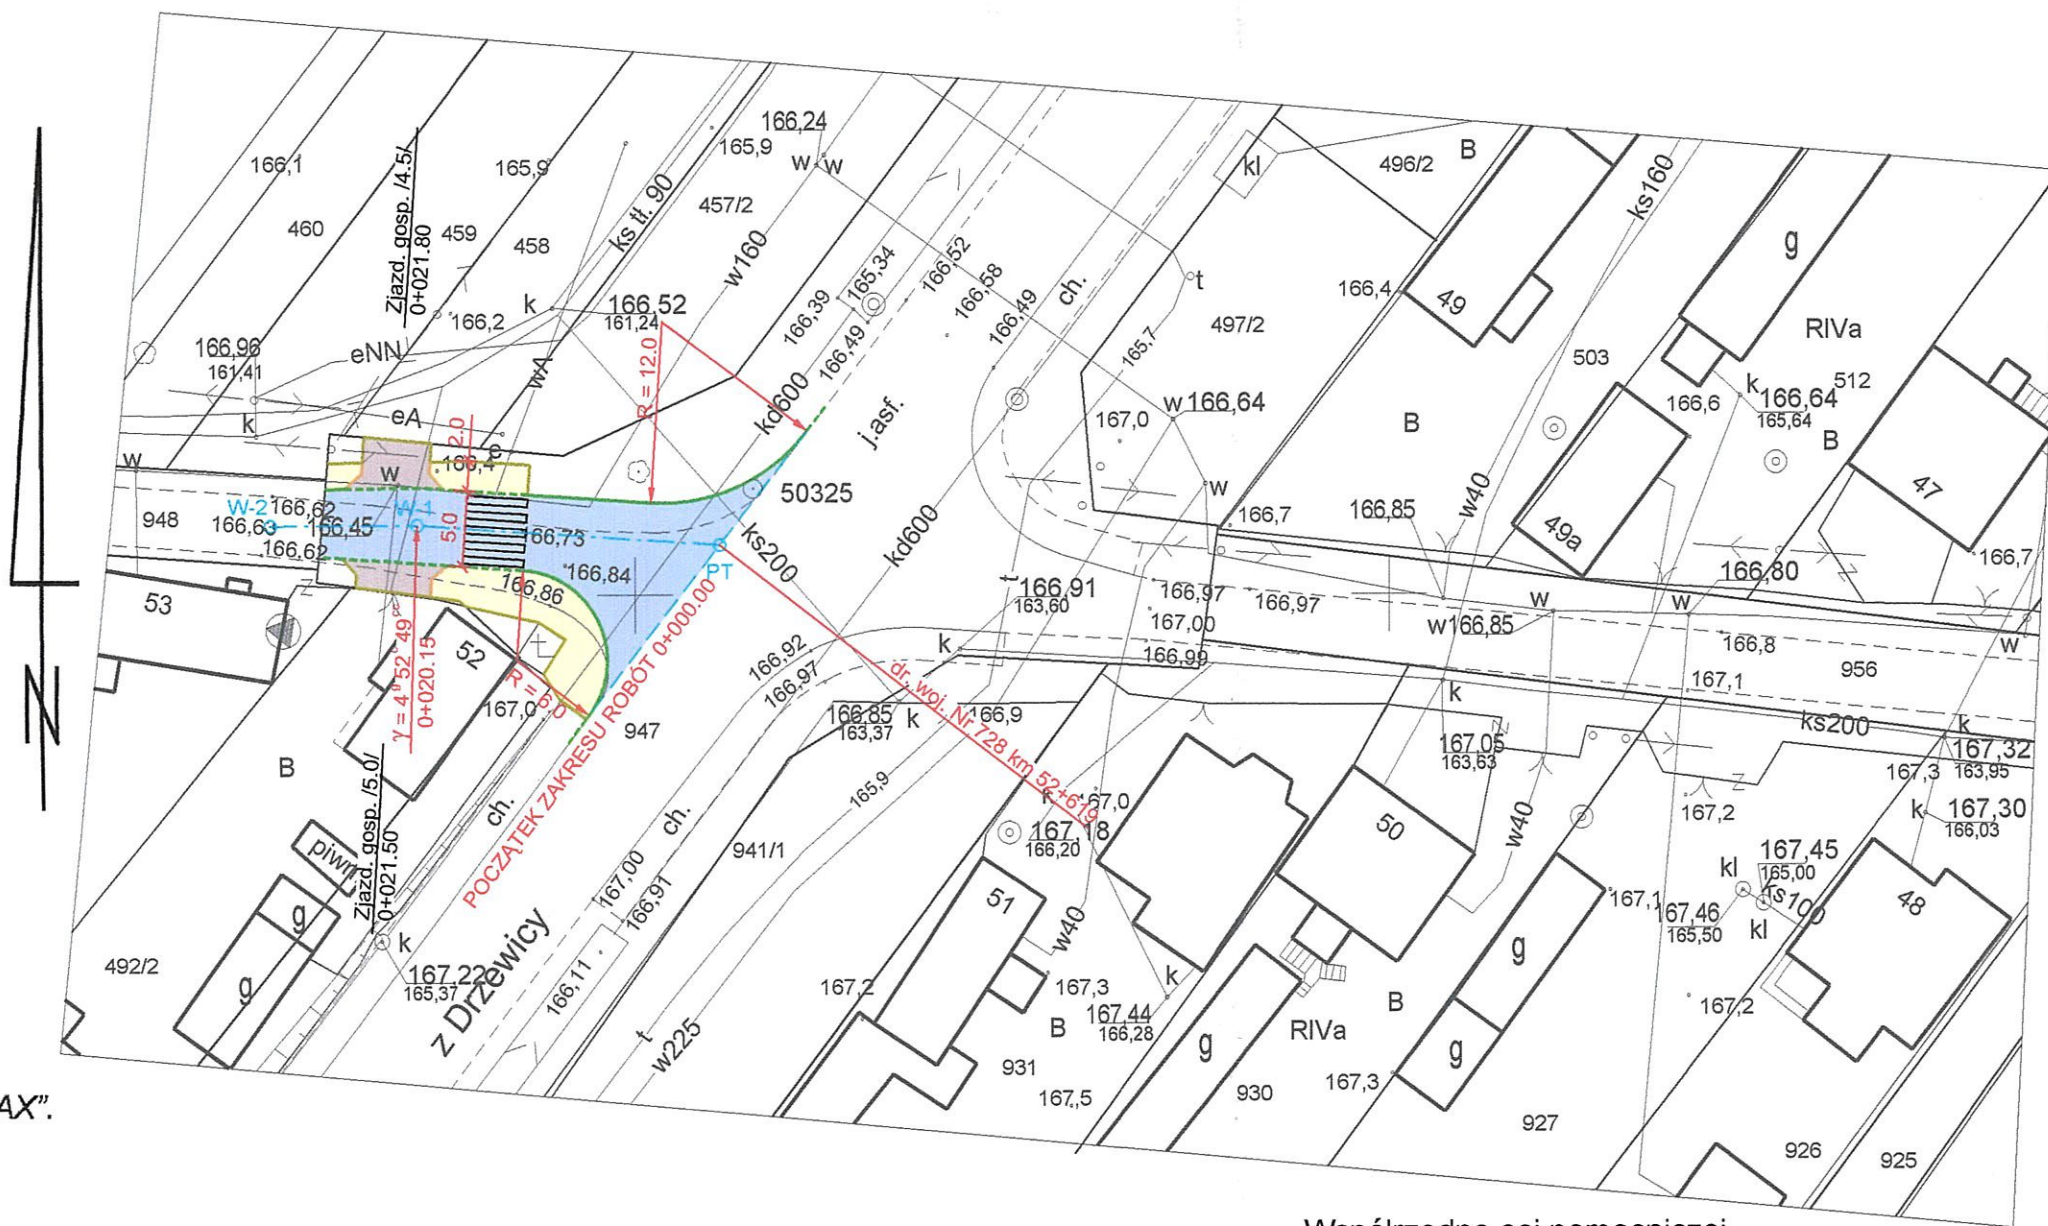 166,24
165,9
w w
166,1
165,9
460
459
458
457/2
Zjazd. gosp. /4.5/
0+021.80
ks tł. 90
w160
kl
496/2
B
ks160
g
RIVa
49
503
512
166,4
497/2
165,7
t
ch.
166,52
166,58
166,49
165,34
166,39
166,49
k
166,52
161,24
166,2
eNN
wA
eA
e
166,96
161,41
k
R = 12.0
kd600
j.asf.
2.0
5.0
50325
kd600
ks200
167,0
w
166,64
w
166,7
166,85
w40
49a
166,6
k
166,64
165,64
B
B
47
166,7
w
w
948
W-2
166,63
166,62
166,45
W-1
166,62
166,73
166,84
166,86
PT
53
52
167,0
R = 6.0
γ = 4° 52' 49"
0+020.15
POCZĄTEK ZAKRESU ROBÓT 0+000.00
947
dr. woj. Nr 728 km 52+619
t
166,91
163,60
k
166,97
167,00
166,99
166,97
w166,85
w
w
166,80
166,8
956
w
167,1
ks200
k
167,32
163,95
167,3
k
167,30
166,03
166,92
166,97
166,85
163,37
k
166,9
k
167,05
163,63
167,2
w40
B
Zjazd. gosp. /5.0/
0+021.50
ch.
ch.
165,9
941/1
k
167,0
167,18
166,20
50
51
w40
g
g
k
167,22
165,37
492/2
z Drzewicy
167,00
166,91
166,11
t
w225
167,2
167,3
k
167,44
166,28
B
931
167,5
g
RIVa
930
B
167,3
g
g
167,1
927
kl
167,45
165,00
ks100
kl
165,50
48
167,2
926
925
N
AX”.